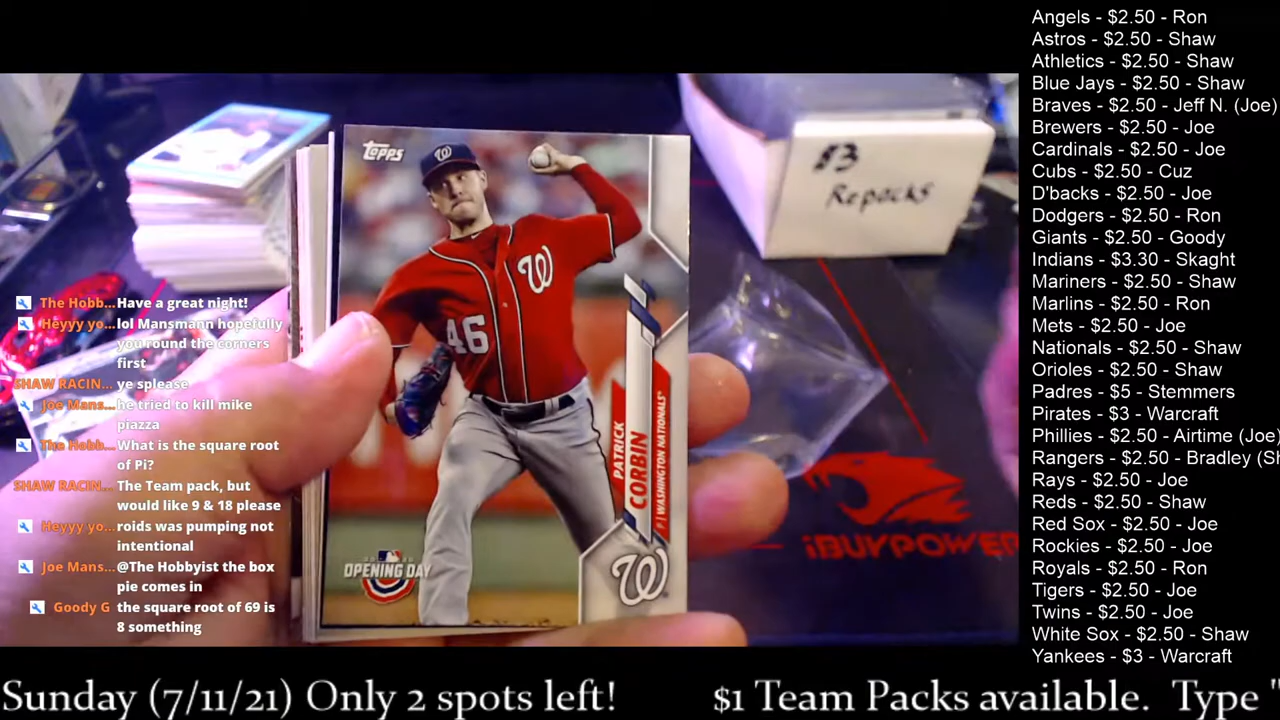 Angels - $2.50 - Ron
Astros - $2.50 - Shaw
Athletics - $2.50 - Shaw
Blue Jays - $2.50 - Shaw
Braves - $2.50 - Jeff N. (Joe)
Brewers - $2.50 - Joe
Cardinals - $2.50 - Joe
Cubs - $2.50 - Cuz
D'backs - $2.50 - Joe
Dodgers - $2.50 - Ron
Giants - $2.50 - Goody
Indians - $3.30 - Skaght
Mariners - $2.50 - Shaw
Marlins - $2.50 - Ron
Mets - $2.50 - Joe
Nationals - $2.50 - Shaw
Orioles - $2.50 - Shaw
Padres - $5 - Stemmers
Pirates - $3 - Warcraft
Phillies - $2.50 - Airtime (Joe)
Rangers - $2.50 - Bradley (Sh
Rays - $2.50 - Joe
Reds - $2.50 - Shaw
Red Sox - $2.50 - Joe
Rockies - $2.50 - Joe
Royals - $2.50 - Ron
Tigers - $2.50 - Joe
Twins - $2.50 - Joe
White Sox - $2.50 - Shaw
Yankees - $3 - Warcraft
$3
Repacks
Topps
W
W
46
PATRICK
CORBIN
P | WASHINGTON NATIONALS
OPENING DAY
W
iBUYPOWER
The Hobb... Have a great night!
Heyyy yo... lol Mansmann hopefully
you round the corners
first
SHAW RACIN... ye splease
Joe Mans... he tried to kill mike
piazza
The Hobb... What is the square root
of Pi?
SHAW RACIN... The Team pack, but
would like 9 & 18 please
Heyyy yo... roids was pumping not
intentional
Joe Mans... @The Hobbyist the box
pie comes in
Goody G the square root of 69 is
8 something
Sunday (7/11/21) Only 2 spots left! $1 Team Packs available. Type "